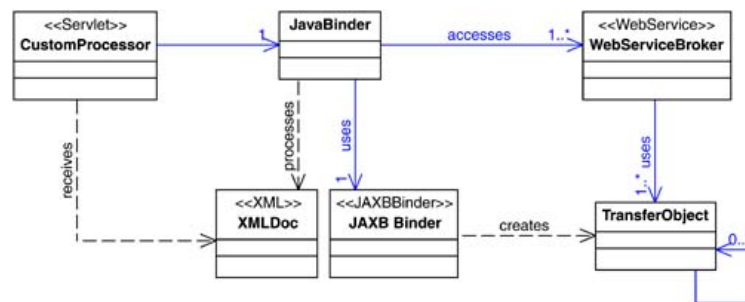 <<Servlet>>
CustomProcessor
1
JavaBinder
accesses
1..*
<<WebService>>
WebServiceBroker
receives
processes
uses
1
1..*
uses
<<XML>>
XMLDoc
<<JAXBBinder>>
JAXB Binder
creates
TransferObject
0..